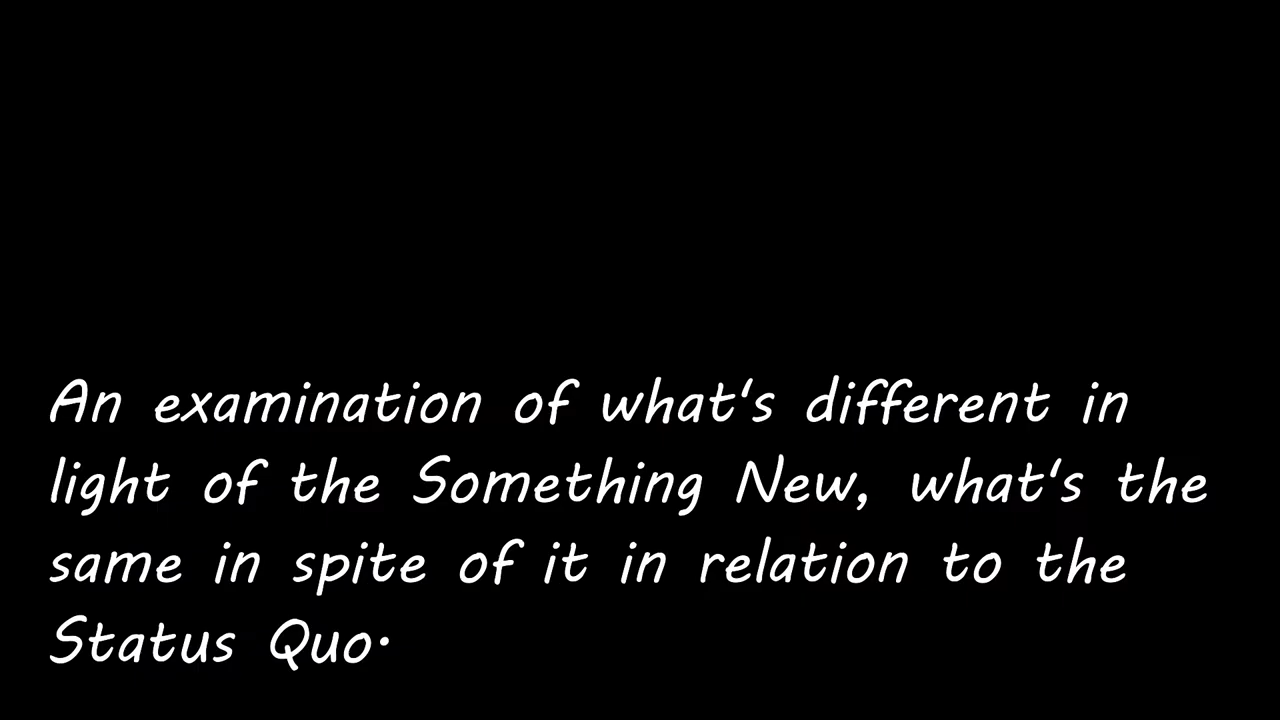 An examination of what's different in
light of the Something New, what's the
same in spite of it in relation to the
Status Quo.